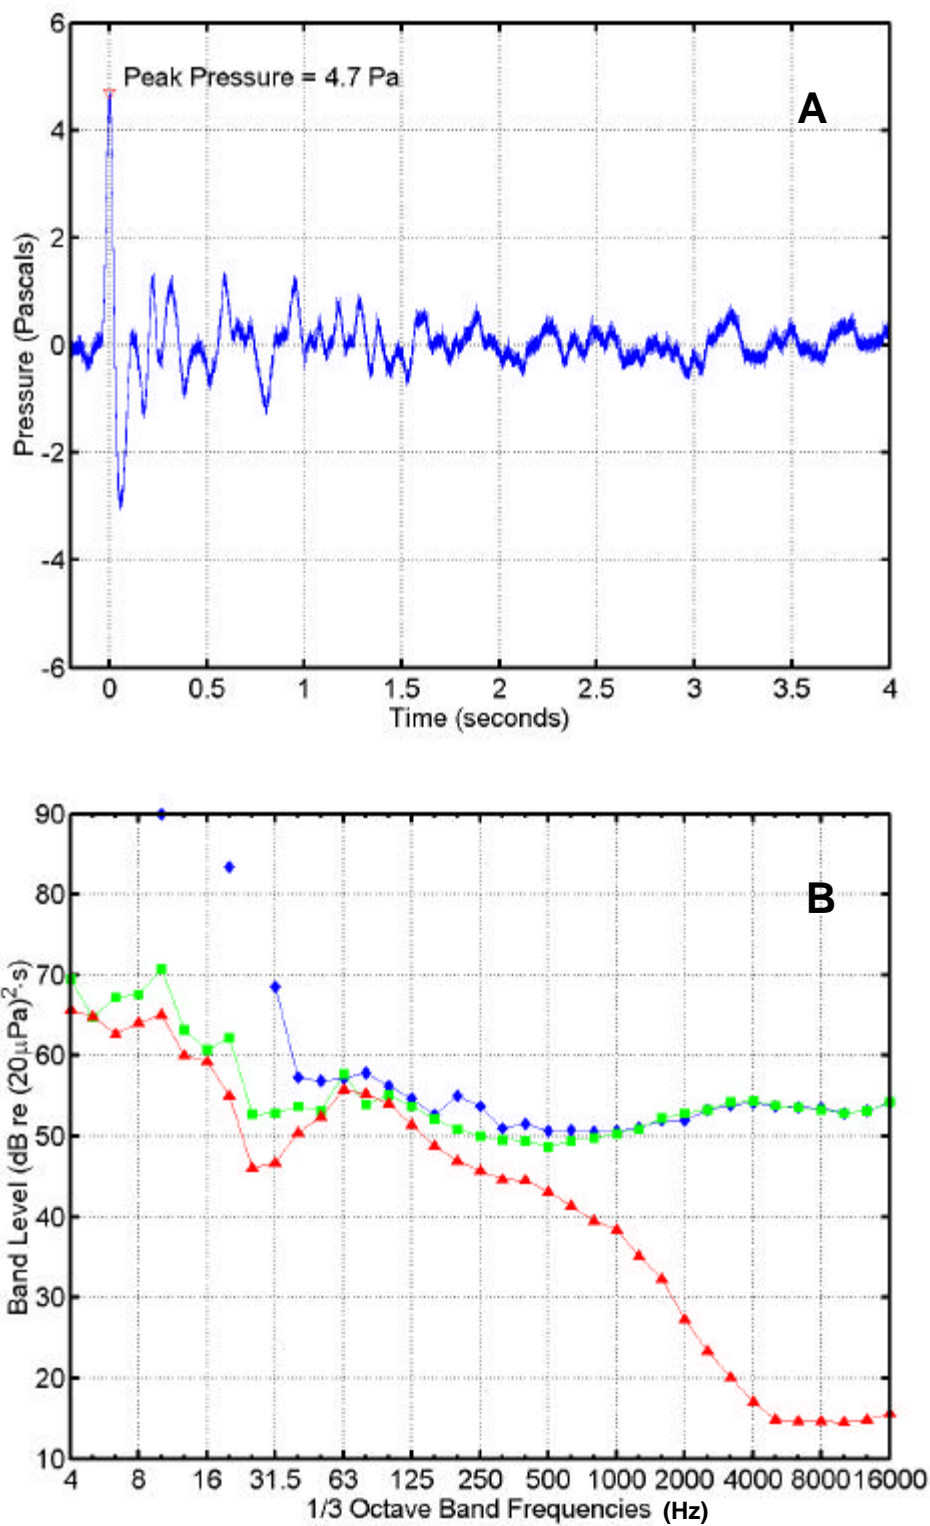 6
Peak Pressure = 4.7 Pa
A
4
2
0
-2
-4
-6
Pressure (Pascals)
0 0.5 1 1.5 2 2.5 3 3.5 4
Time (seconds)
90
B
80
70
60
50
40
30
20
10
Band Level (dB re (20µPa)²·s)
4 8 16 31.5 63 125 250 500 1000 2000 4000 8000 16000
1/3 Octave Band Frequencies (Hz)